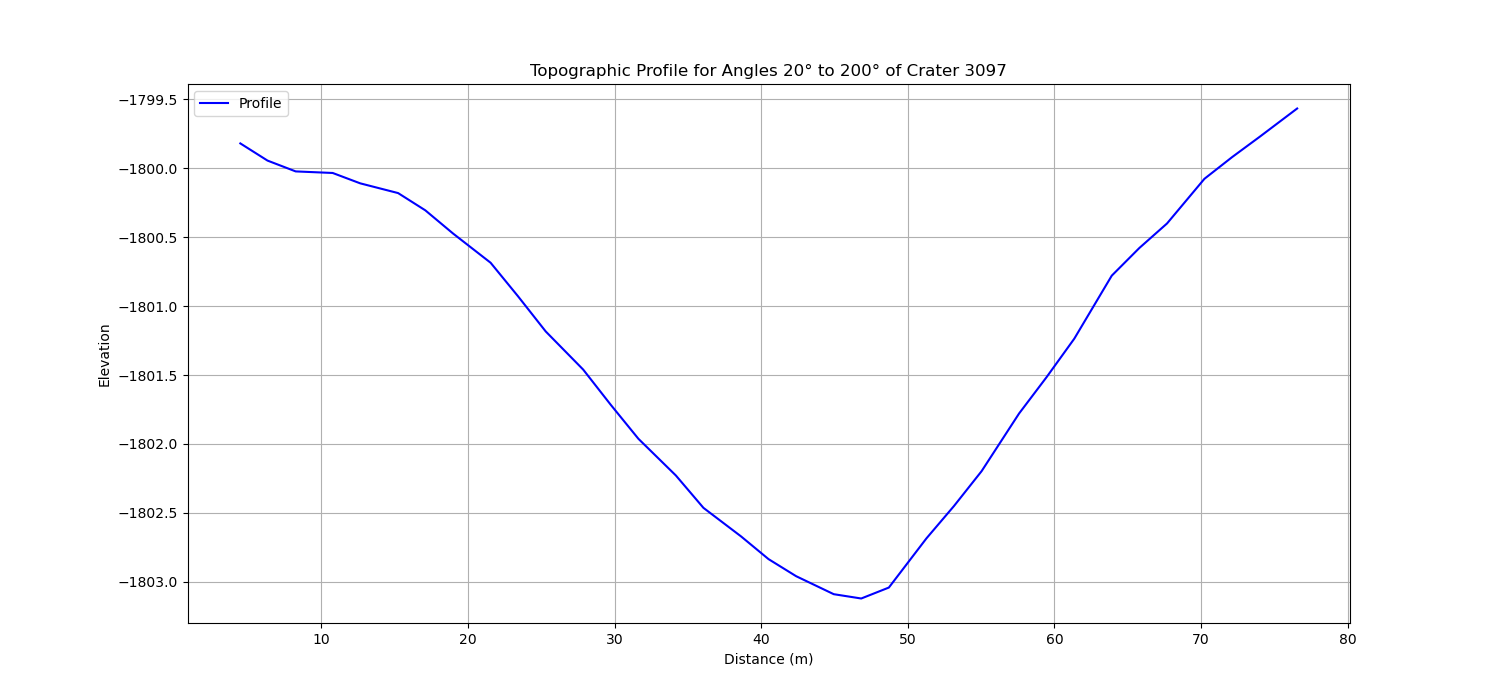 Topographic Profile for Angles 20° to 200° of Crater 3097
Profile
−1799.5
−1800.0
−1800.5
−1801.0
−1801.5
−1802.0
−1802.5
−1803.0
Elevation
10 20 30 40 50 60 70 80
Distance (m)